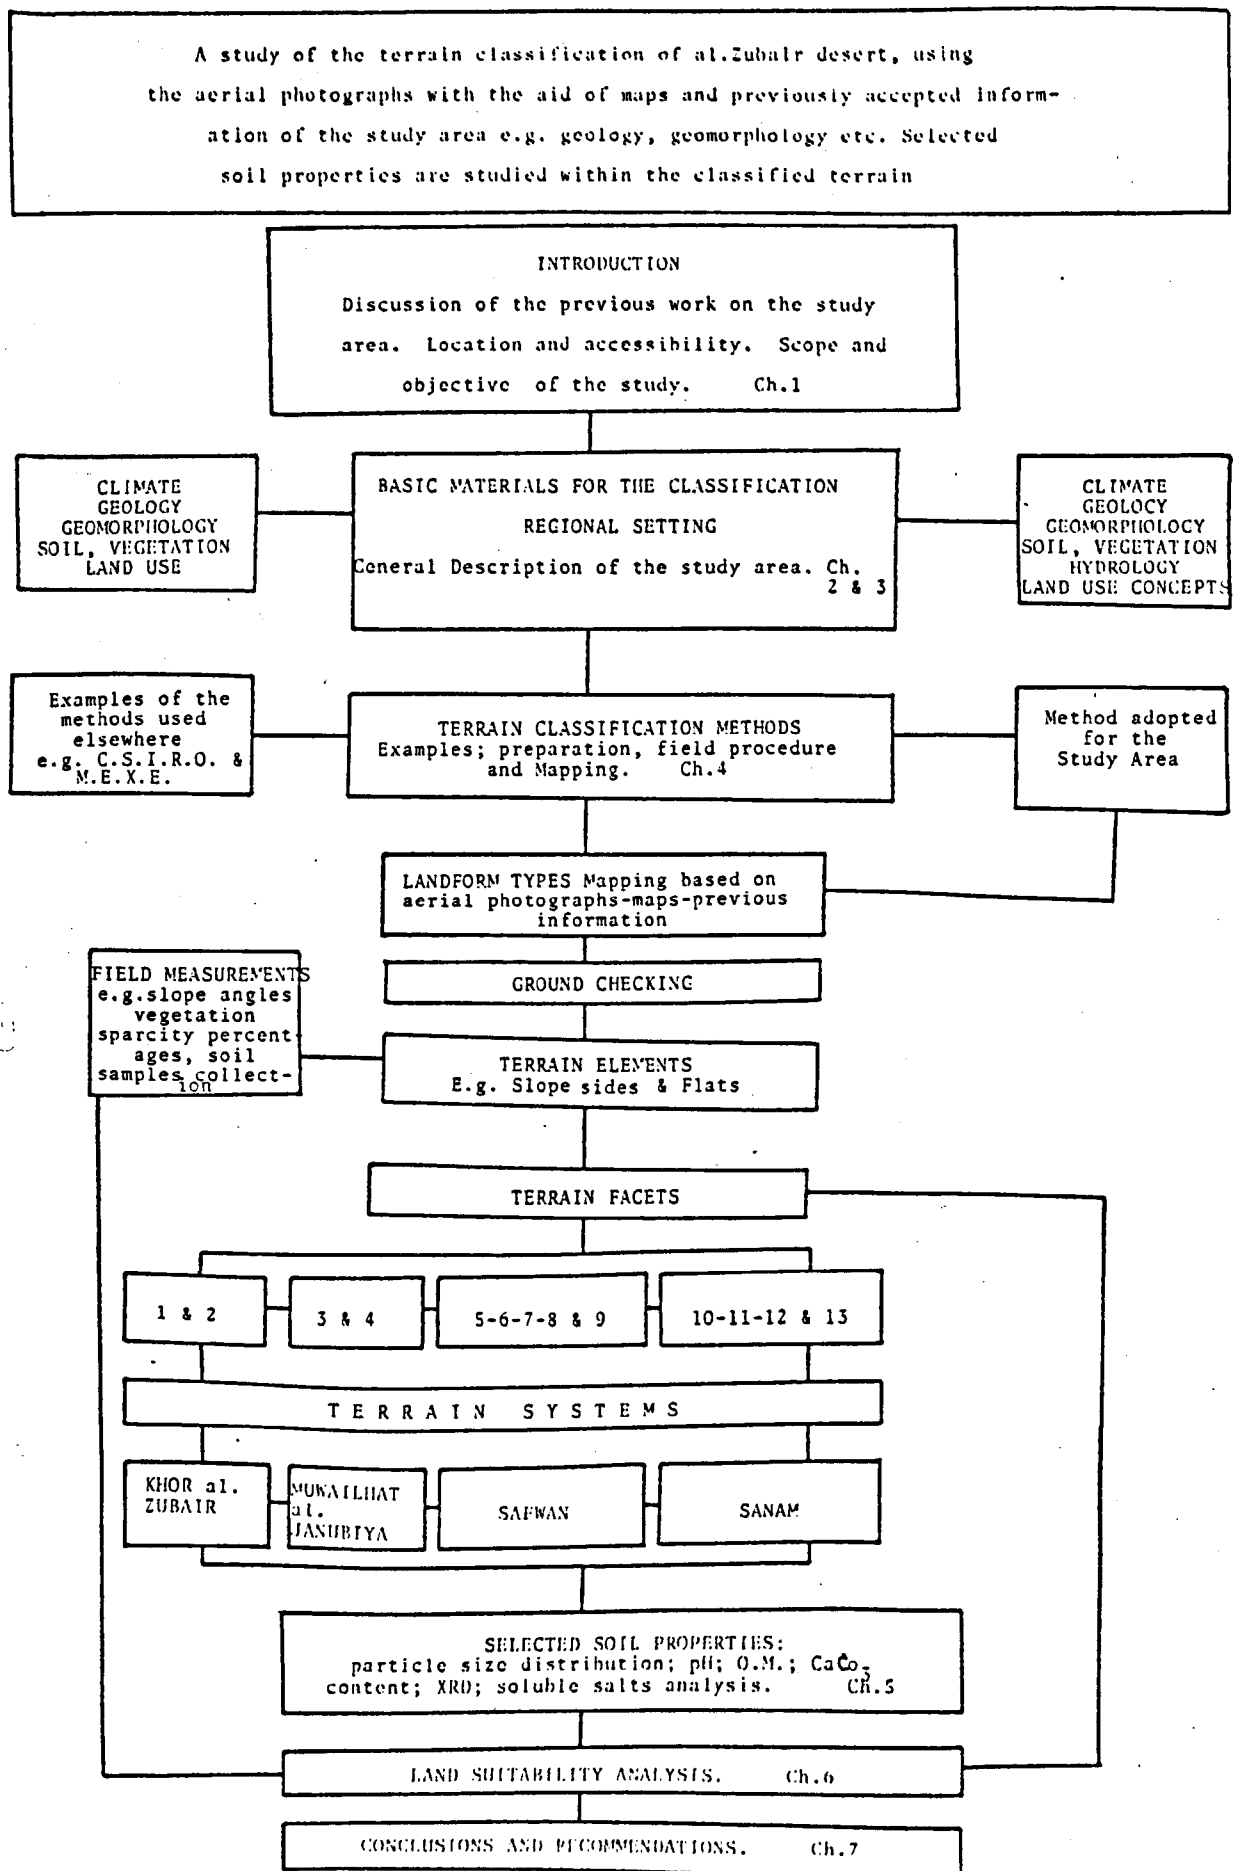 A study of the terrain classification of al.Zubair desert, using
the aerial photographs with the aid of maps and previously accepted inform-
ation of the study area e.g. geology, geomorphology etc. Selected
soil properties are studied within the classified terrain
INTRODUCTION
Discussion of the previous work on the study
area. Location and accessibility. Scope and
objective of the study. Ch.1
CLIMATE
GEOLOGY
GEOMORPHOLOGY
SOIL, VEGETATION
LAND USE
BASIC MATERIALS FOR THE CLASSIFICATION
REGIONAL SETTING
General Description of the study area. Ch.
2 & 3
CLIMATE
GEOLOGY
GEOMORPHOLOGY
SOIL, VEGETATION
HYDROLOGY
LAND USE CONCEPTS
Examples of the
methods used
elsewhere
e.g. C.S.I.R.O. &
M.E.X.E.
TERRAIN CLASSIFICATION METHODS
Examples; preparation, field procedure
and Mapping. Ch.4
Method adopted
for the
Study Area
LANDFORM TYPES Mapping based on
aerial photographs-maps-previous
information
FIELD MEASUREMENTS
e.g.slope angles
vegetation
sparcity percent-
ages, soil
samples collect-
ion
GROUND CHECKING
TERRAIN ELEMENTS
E.g. Slope sides & Flats
TERRAIN FACETS
1 & 2
3 & 4
5-6-7-8 & 9
10-11-12 & 13
TERRAIN SYSTEMS
KHOR al.
ZUBAIR
MUWAILHAT
al.
JANUBIYA
SAFWAN
SANAM
SELECTED SOIL PROPERTIES:
particle size distribution; pH; O.M.; CaCo3
content; XRD; soluble salts analysis. Ch.5
LAND SUITABILITY ANALYSIS. Ch.6
CONCLUSIONS AND RECOMMENDATIONS. Ch.7